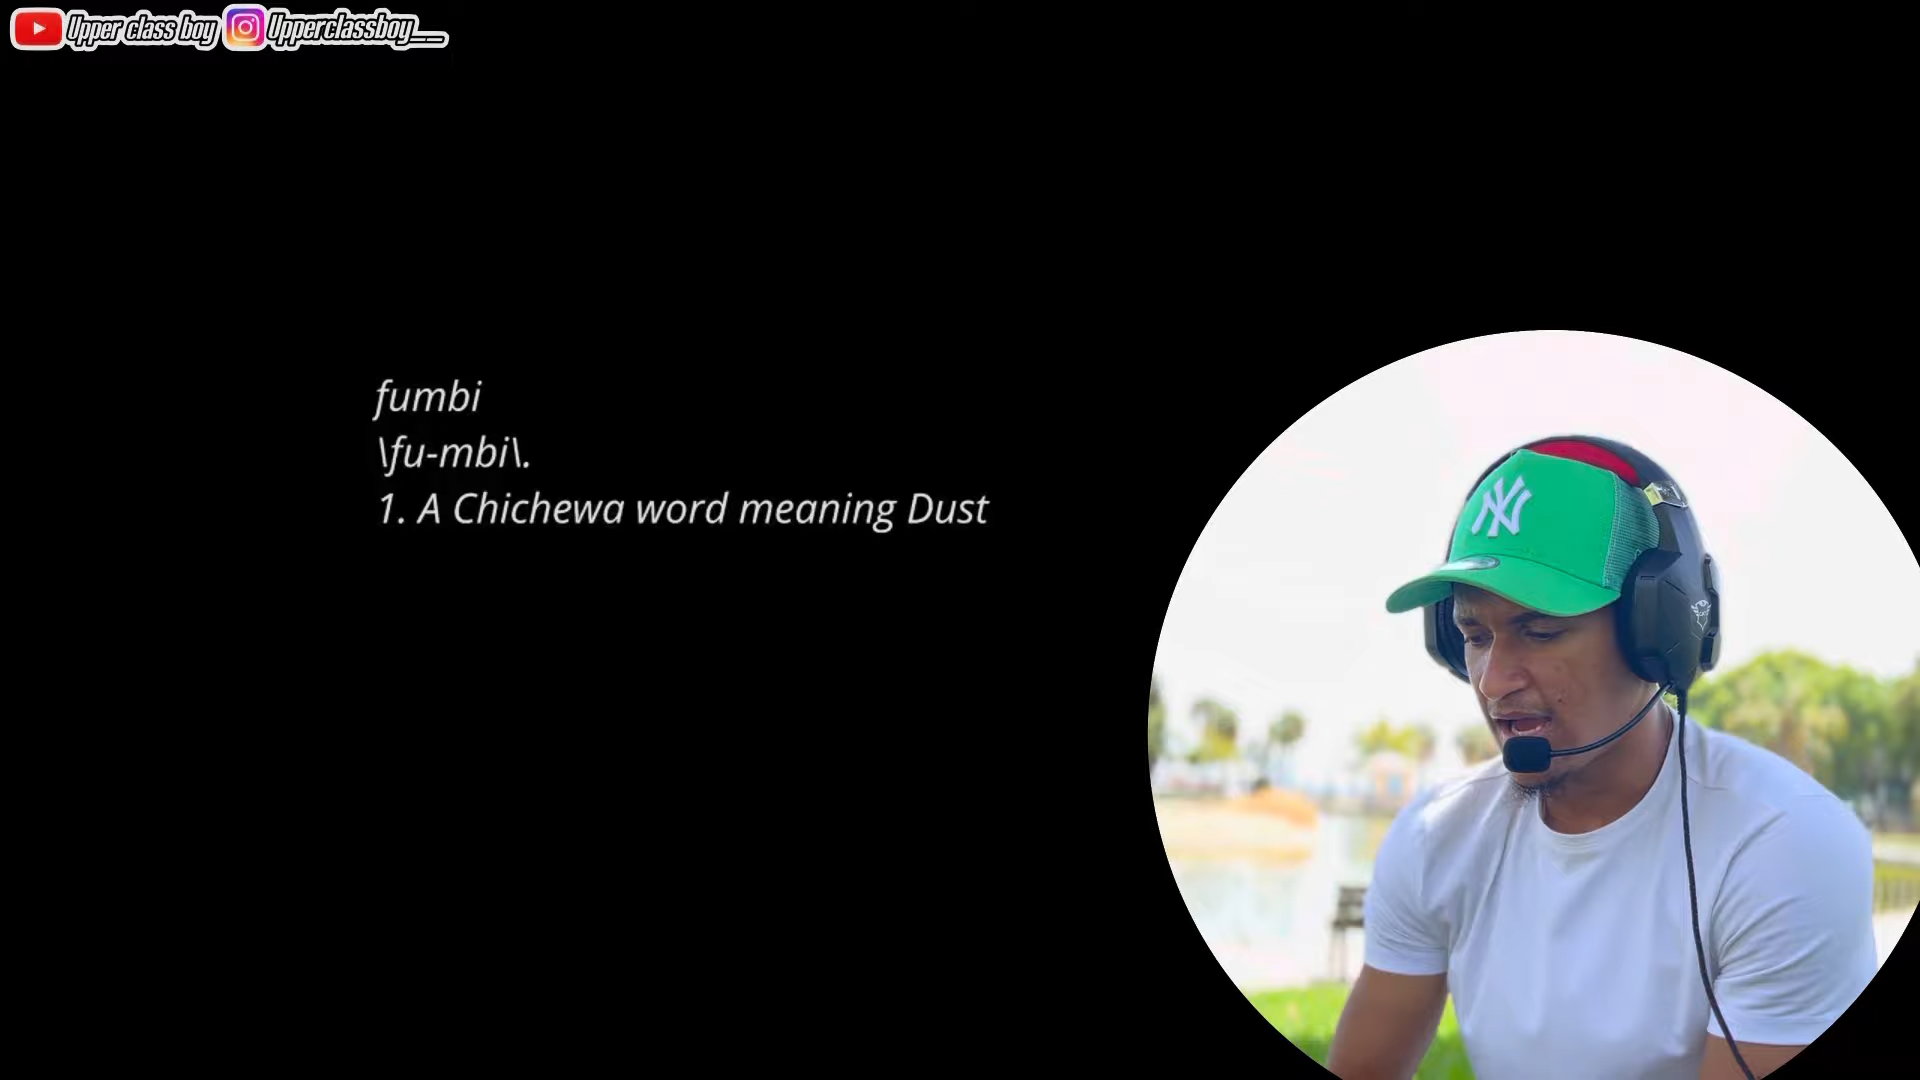 Upper class boy Upperclassboy__
fumbi
\fu-mbi\.
1. A Chichewa word meaning Dust
NY